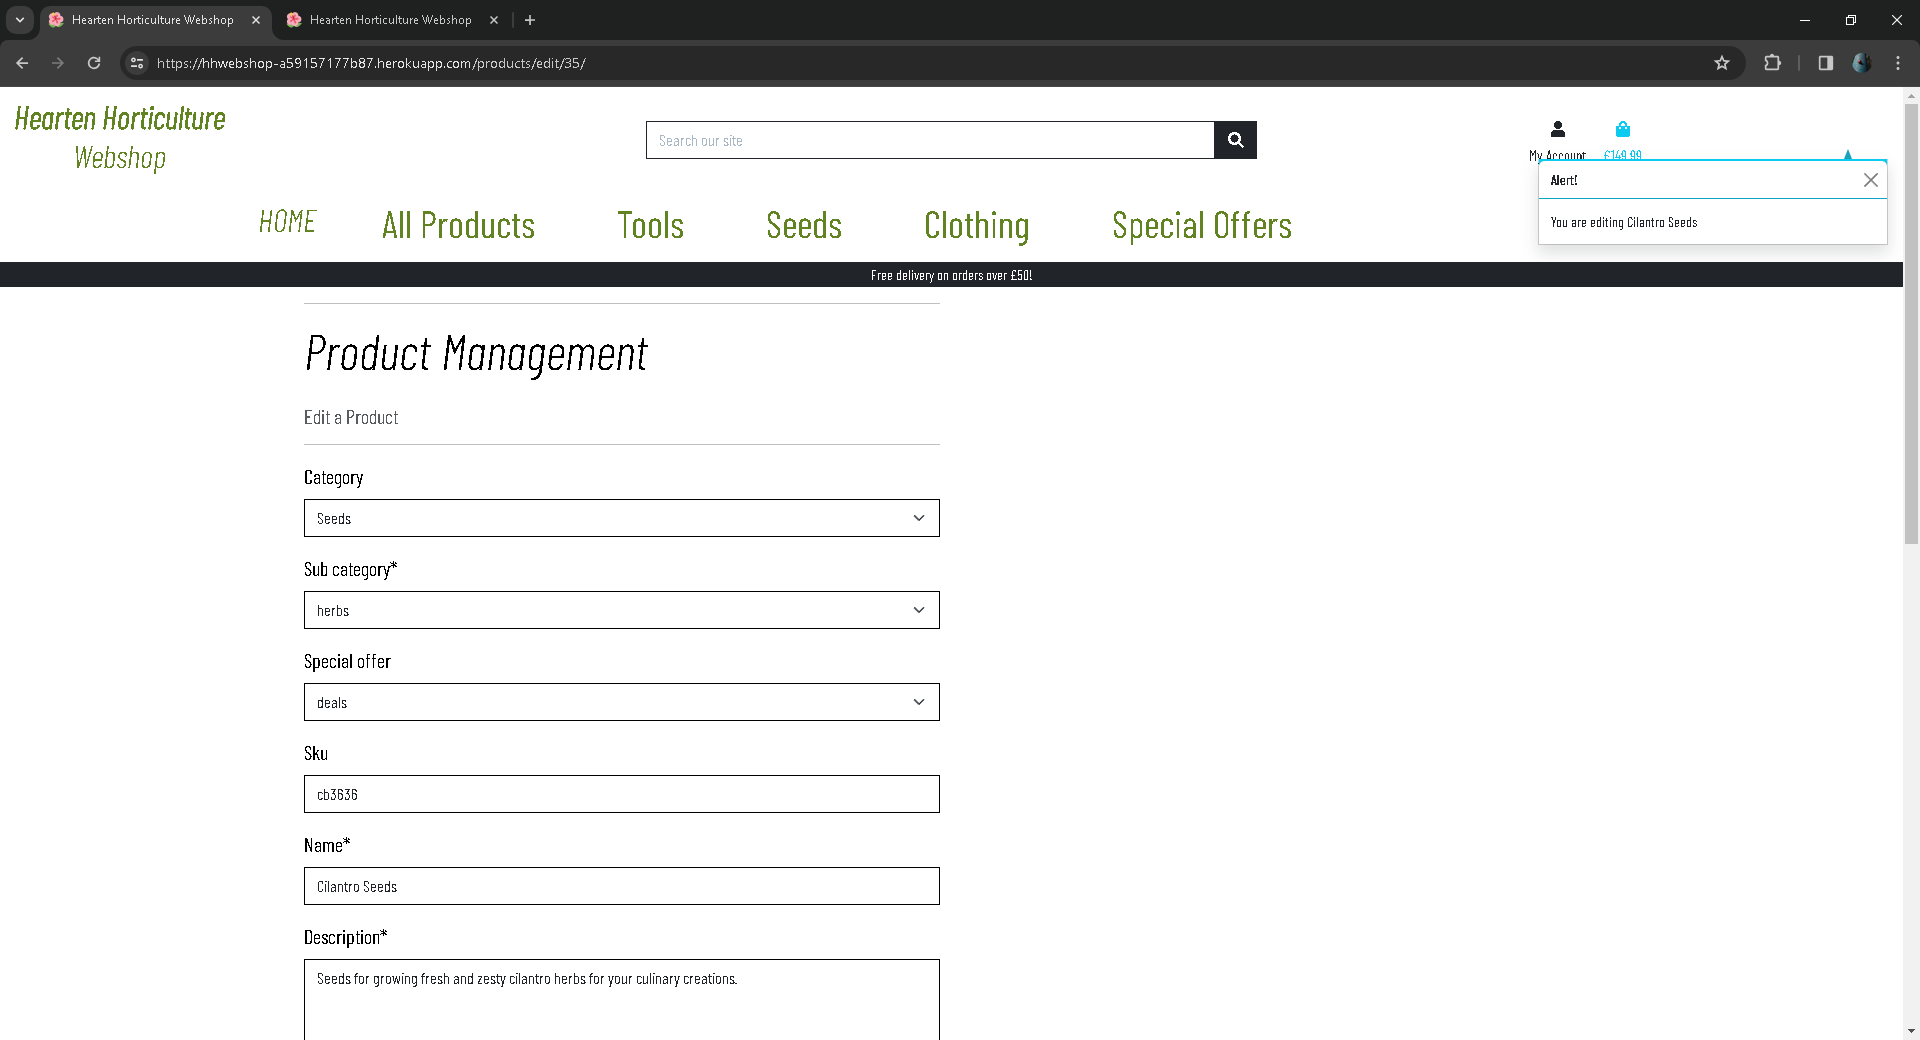 Hearten Horticulture Webshop
Hearten Horticulture Webshop
https://hhwebshop-a59157177b87.herokuapp.com/products/edit/35/
Hearten Horticulture
Webshop
Search our site
My Account
£149.99
Alert!
You are editing Cilantro Seeds
HOME
All Products
Tools
Seeds
Clothing
Special Offers
Free delivery on orders over £50!
Product Management
Edit a Product
Category
Seeds
Sub category*
herbs
Special offer
deals
Sku
cb3636
Name*
Cilantro Seeds
Description*
Seeds for growing fresh and zesty cilantro herbs for your culinary creations.